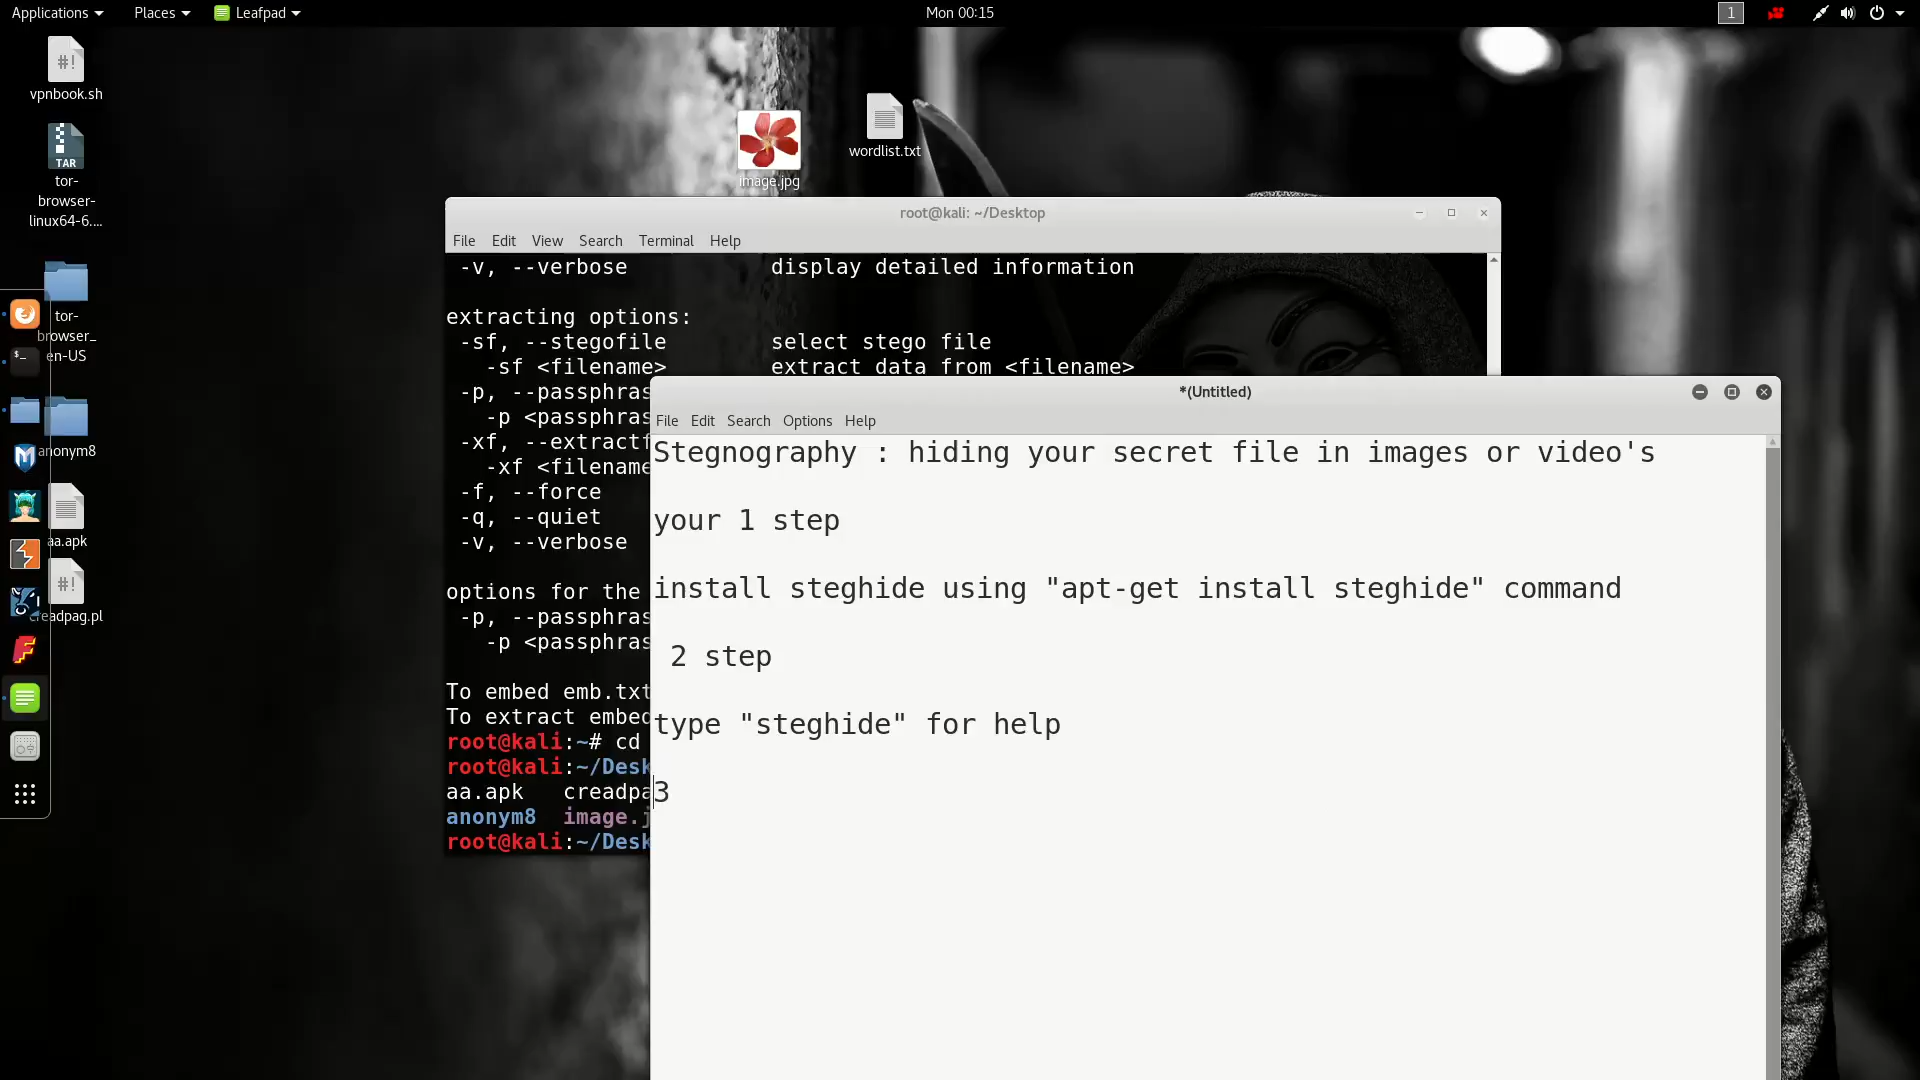 Applications
Places
Leafpad
Mon 00:15
1
#!
vpnbook.sh
TAR
tor-
browser-
linux64-6....
tor-
browser_
en-US
anonym8
aa.apk
#!
creadpag.pl
image.jpg
wordlist.txt
root@kali: ~/Desktop
File Edit View Search Terminal Help
-v, --verbose display detailed information
extracting options:
-sf, --stegofile select stego file
-sf <filename> extract data from <filename>
-p, --passphras
-p <passphras
-xf, --extractf
-xf <filename
-f, --force
-q, --quiet
-v, --verbose
options for the
-p, --passphras
-p <passphras
To embed emb.txt
To extract embed
root@kali:~# cd
root@kali:~/Desk
aa.apk creadpa
anonym8 image.j
root@kali:~/Desk
*(Untitled)
File Edit Search Options Help
Stegnography : hiding your secret file in images or video's
your 1 step
install steghide using "apt-get install steghide" command
2 step
type "steghide" for help
3